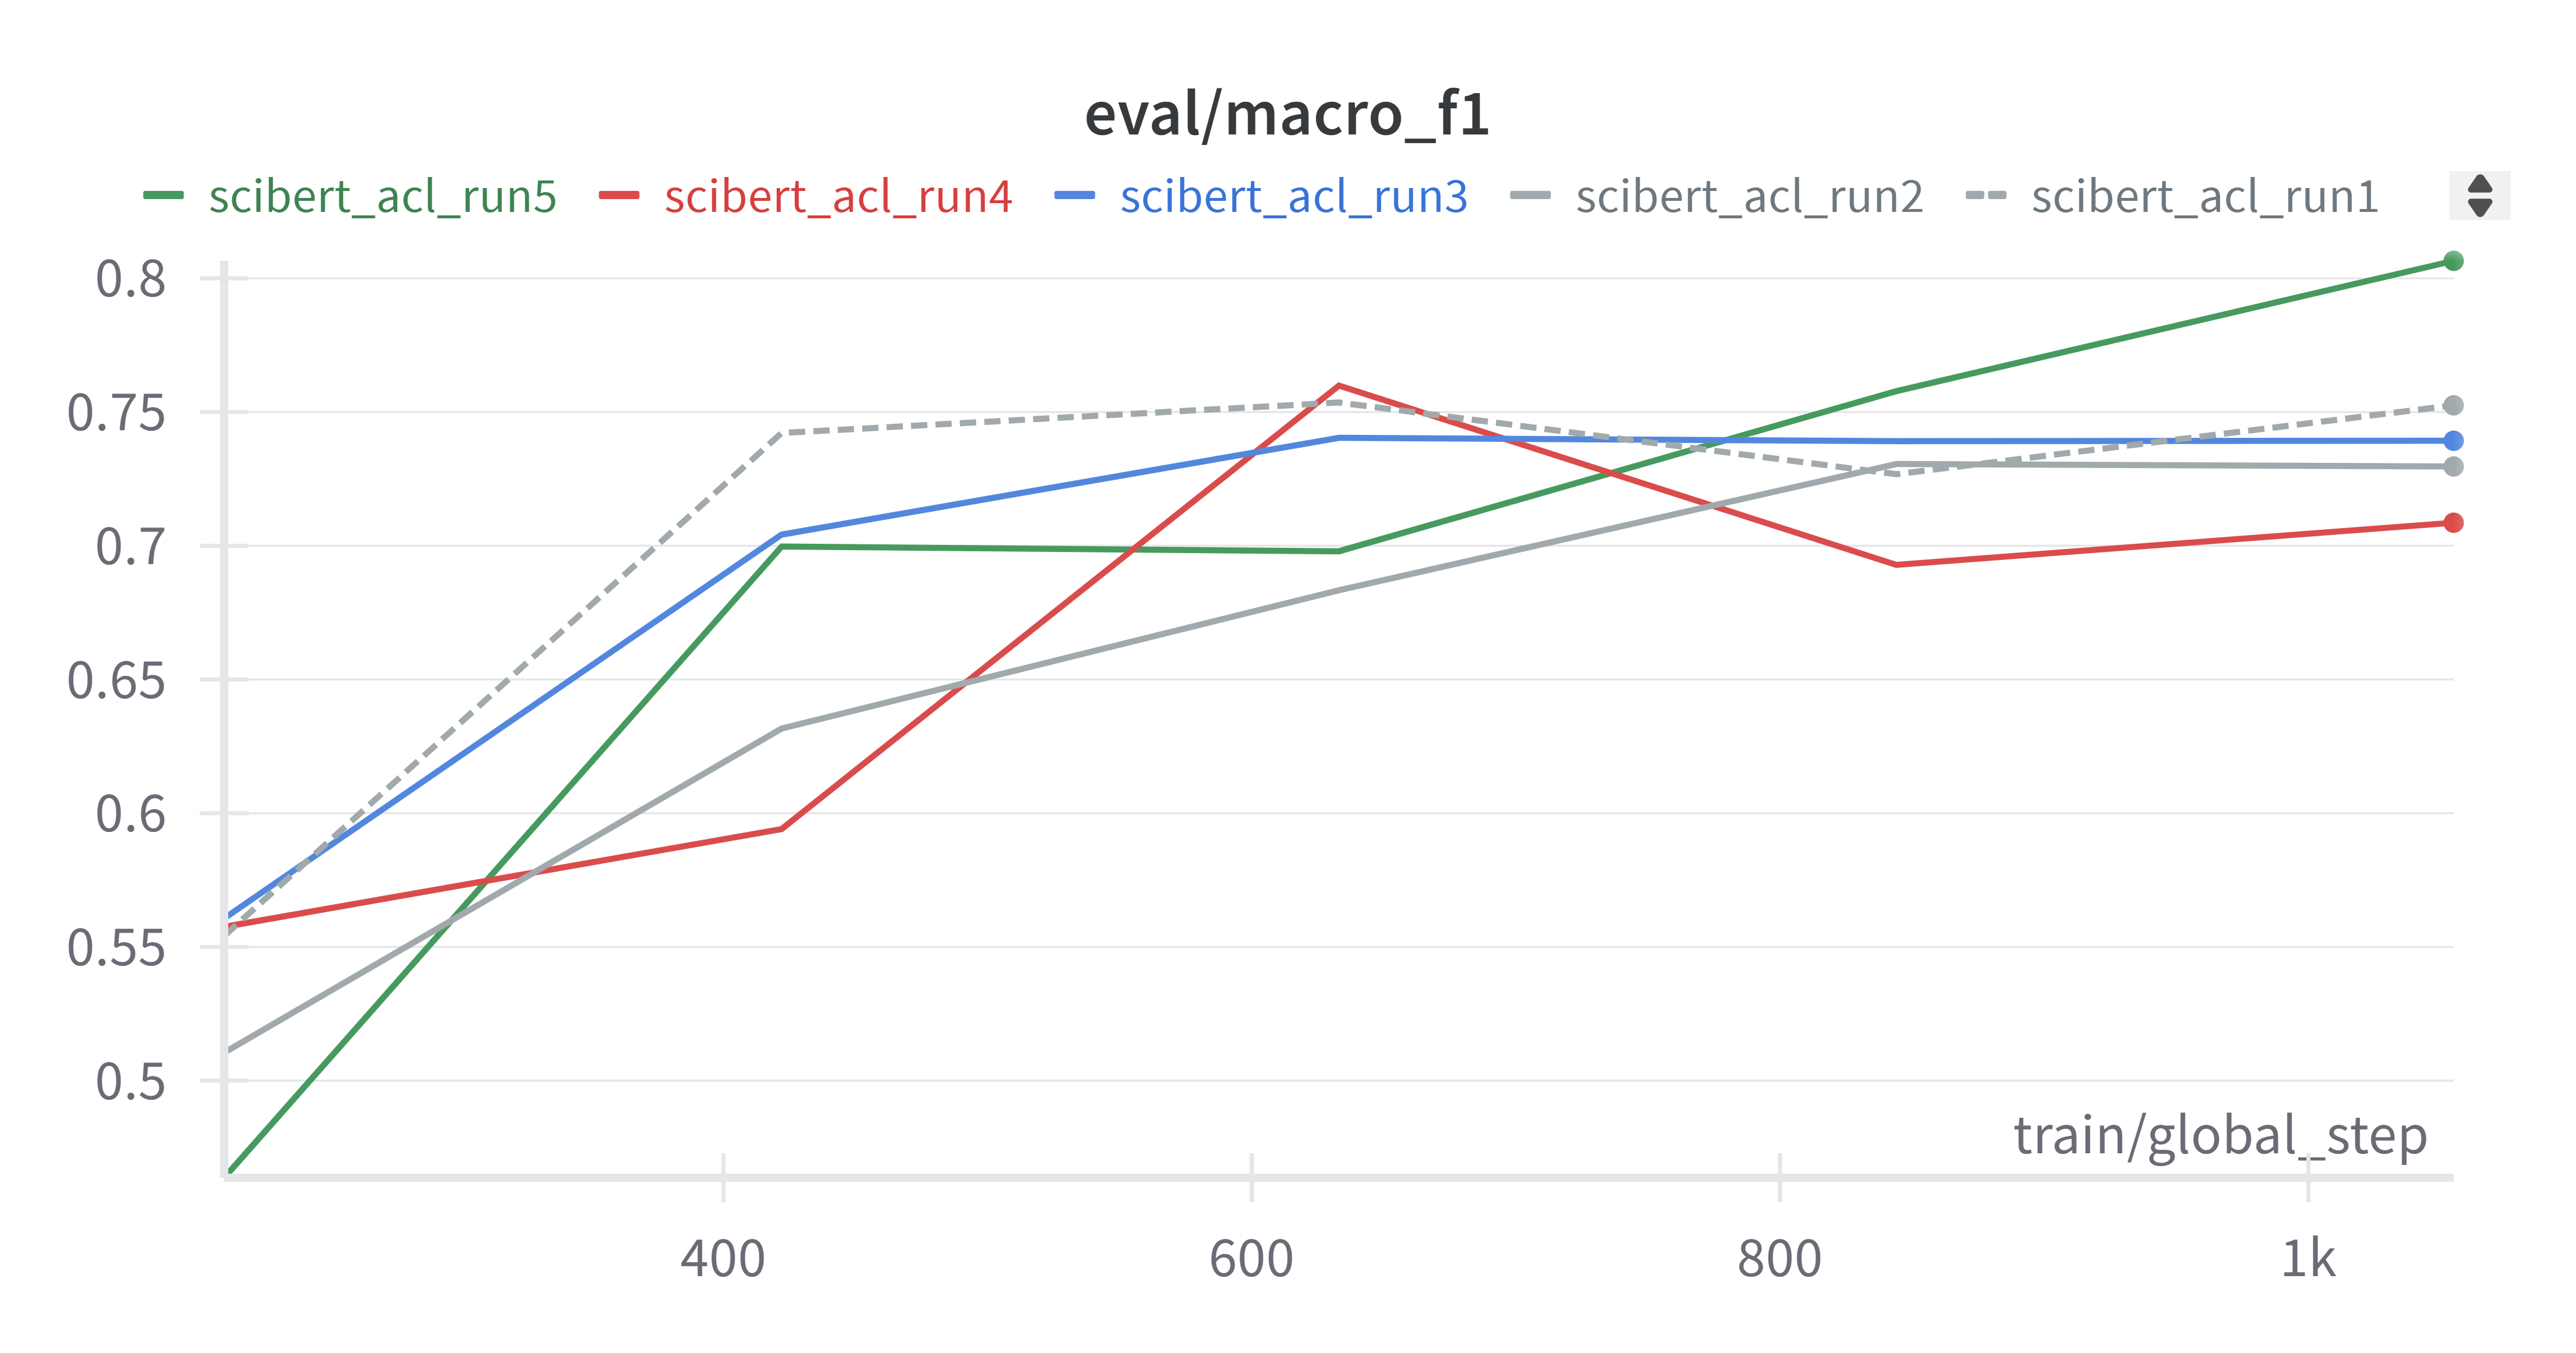 eval/macro_f1
scibert_acl_run5 scibert_acl_run4 scibert_acl_run3 scibert_acl_run2 scibert_acl_run1
0.8
0.75
0.7
0.65
0.6
0.55
0.5
train/global_step
400 600 800 1k